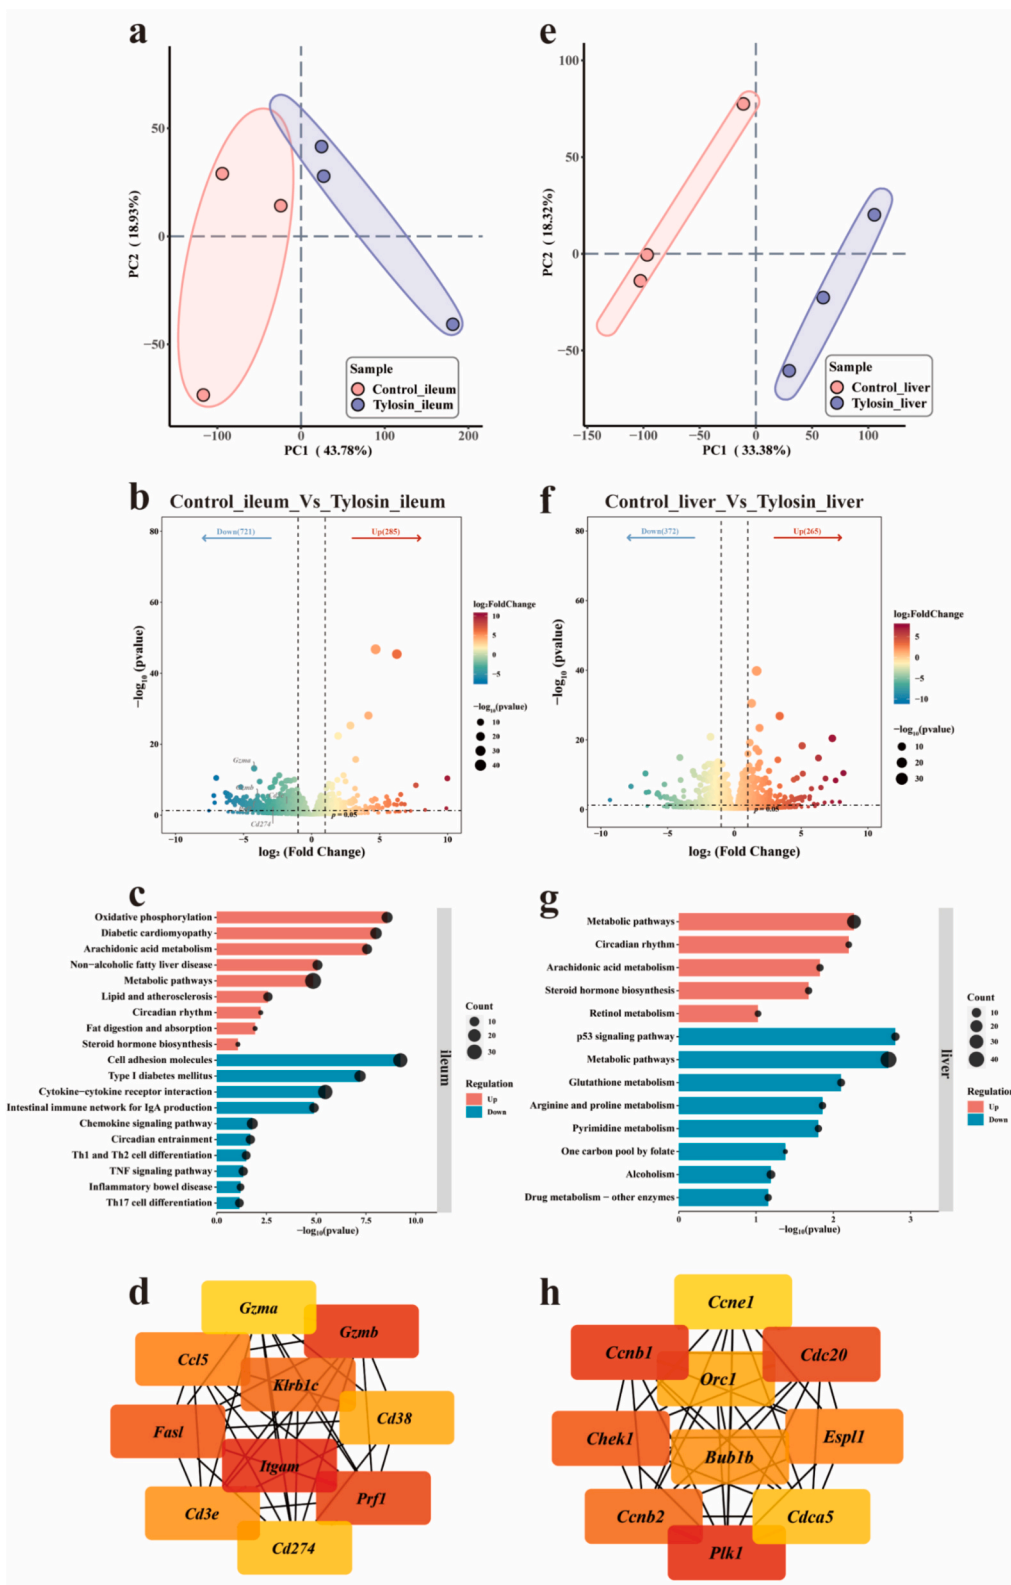 a
50
0
−50
PC2 ( 18.93%)
Sample
Control_ileum
Tylosin_ileum
−100
0
100
200
PC1 ( 43.78%)
e
100
50
0
−50
PC2 ( 18.32%)
Sample
Control_liver
Tylosin_liver
−150
−100
−50
0
50
100
PC1 ( 33.38%)
b
Control_ileum_Vs_Tylosin_ileum
Down(721)
Up(285)
80
60
40
20
0
−log10 (pvalue)
Gzma
Cd274
p = 0.05
−10
−5
0
5
10
log2 (Fold Change)
log2FoldChange
10
5
0
−5
−log10(pvalue)
10
20
30
40
f
Control_liver_Vs_Tylosin_liver
Down(372)
Up(265)
80
60
40
20
0
−log10 (pvalue)
p = 0.05
−10
−5
0
5
10
log2 (Fold Change)
log2FoldChange
5
0
−5
−10
−log10(pvalue)
10
20
30
c
Oxidative phosphorylation
Diabetic cardiomyopathy
Arachidonic acid metabolism
Non−alcoholic fatty liver disease
Metabolic pathways
Lipid and atherosclerosis
Circadian rhythm
Fat digestion and absorption
Steroid hormone biosynthesis
Cell adhesion molecules
Type I diabetes mellitus
Cytokine−cytokine receptor interaction
Intestinal immune network for IgA production
Chemokine signaling pathway
Circadian entrainment
Th1 and Th2 cell differentiation
TNF signaling pathway
Inflammatory bowel disease
Th17 cell differentiation
0.0
2.5
5.0
7.5
10.0
−log10(pvalue)
ileum
Count
10
20
30
Regulation
Up
Down
g
Metabolic pathways
Circadian rhythm
Arachidonic acid metabolism
Steroid hormone biosynthesis
Retinol metabolism
p53 signaling pathway
Metabolic pathways
Glutathione metabolism
Arginine and proline metabolism
Pyrimidine metabolism
One carbon pool by folate
Alcoholism
Drug metabolism − other enzymes
0
1
2
3
−log10(pvalue)
liver
Count
10
20
30
40
Regulation
Up
Down
d
Gzma
Gzmb
Ccl5
Klrb1c
Cd38
Fasl
Itgam
Prf1
Cd3e
Cd274
h
Ccne1
Ccnb1
Cdc20
Orc1
Chek1
Espl1
Bub1b
Ccnb2
Cdca5
Plk1